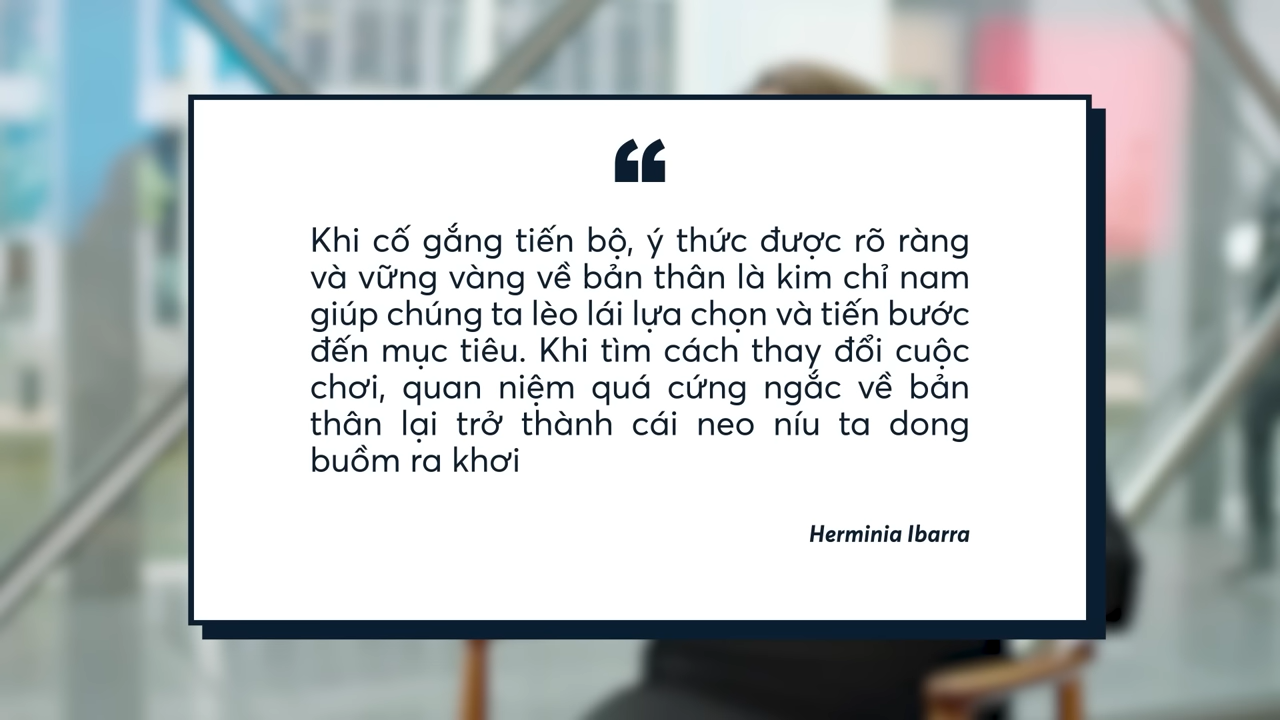 “
Khi cố gắng tiến bộ, ý thức được rõ ràng
và vững vàng về bản thân là kim chỉ nam
giúp chúng ta lèo lái lựa chọn và tiến bước
đến mục tiêu. Khi tìm cách thay đổi cuộc
chơi, quan niệm quá cứng ngắc về bản
thân lại trở thành cái neo níu ta dong
buồm ra khơi
Herminia Ibarra